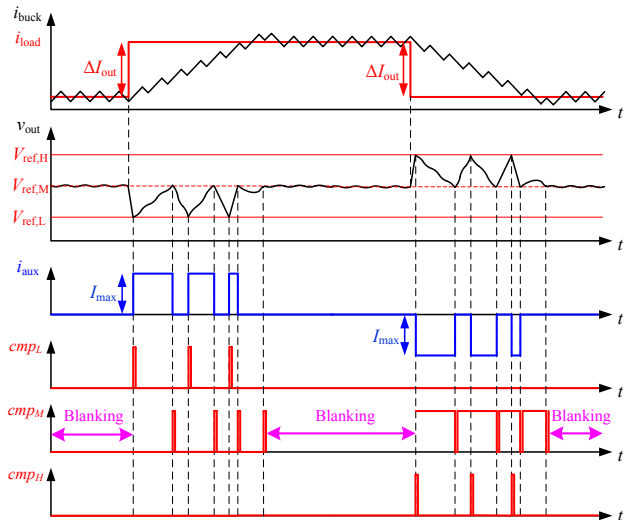 i_buck
i_load
ΔI_out
ΔI_out
t
v_out
V_ref,H
V_ref,M
V_ref,L
t
i_aux
I_max
I_max
t
cmp_L
t
cmp_M
Blanking
Blanking
Blanking
t
cmp_H
t